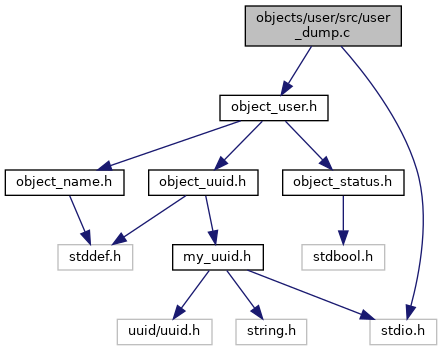 objects/user/src/user
_dump.c
object_user.h
object_name.h
object_uuid.h
object_status.h
stddef.h
my_uuid.h
stdbool.h
uuid/uuid.h
string.h
stdio.h